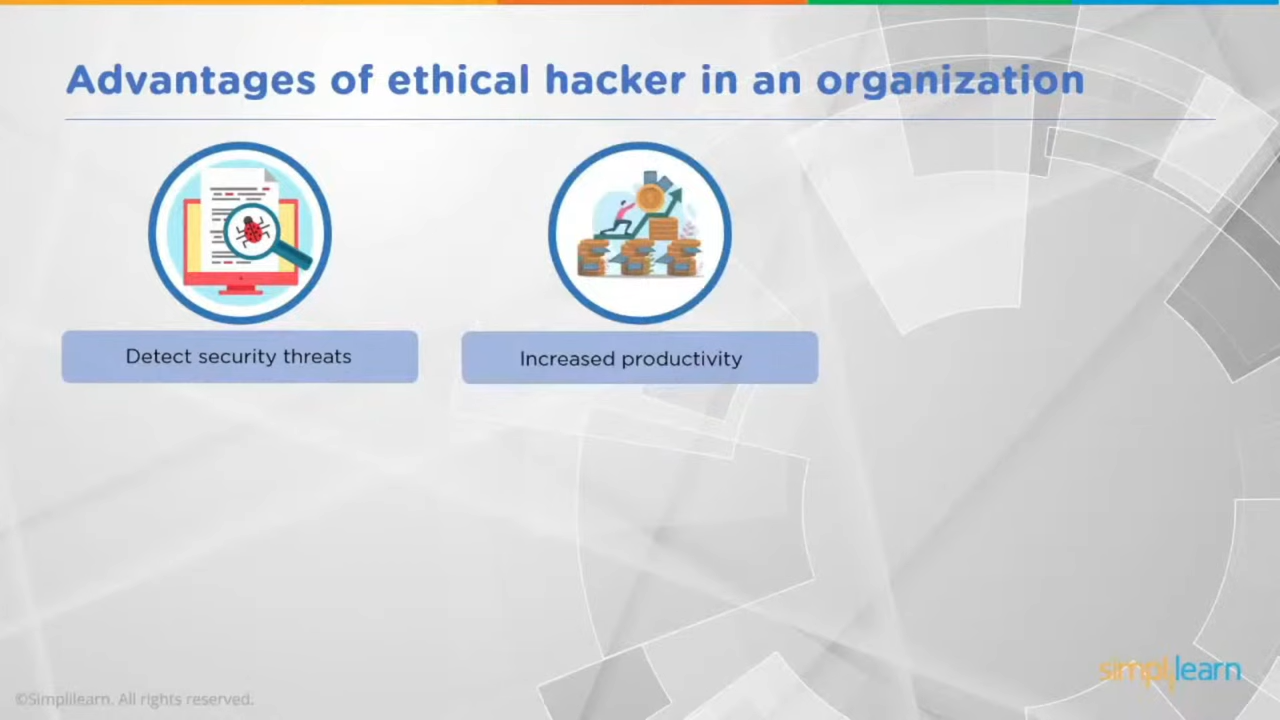 Advantages of ethical hacker in an organization
Detect security threats
Increased productivity
simplilearn
©Simplilearn. All rights reserved.